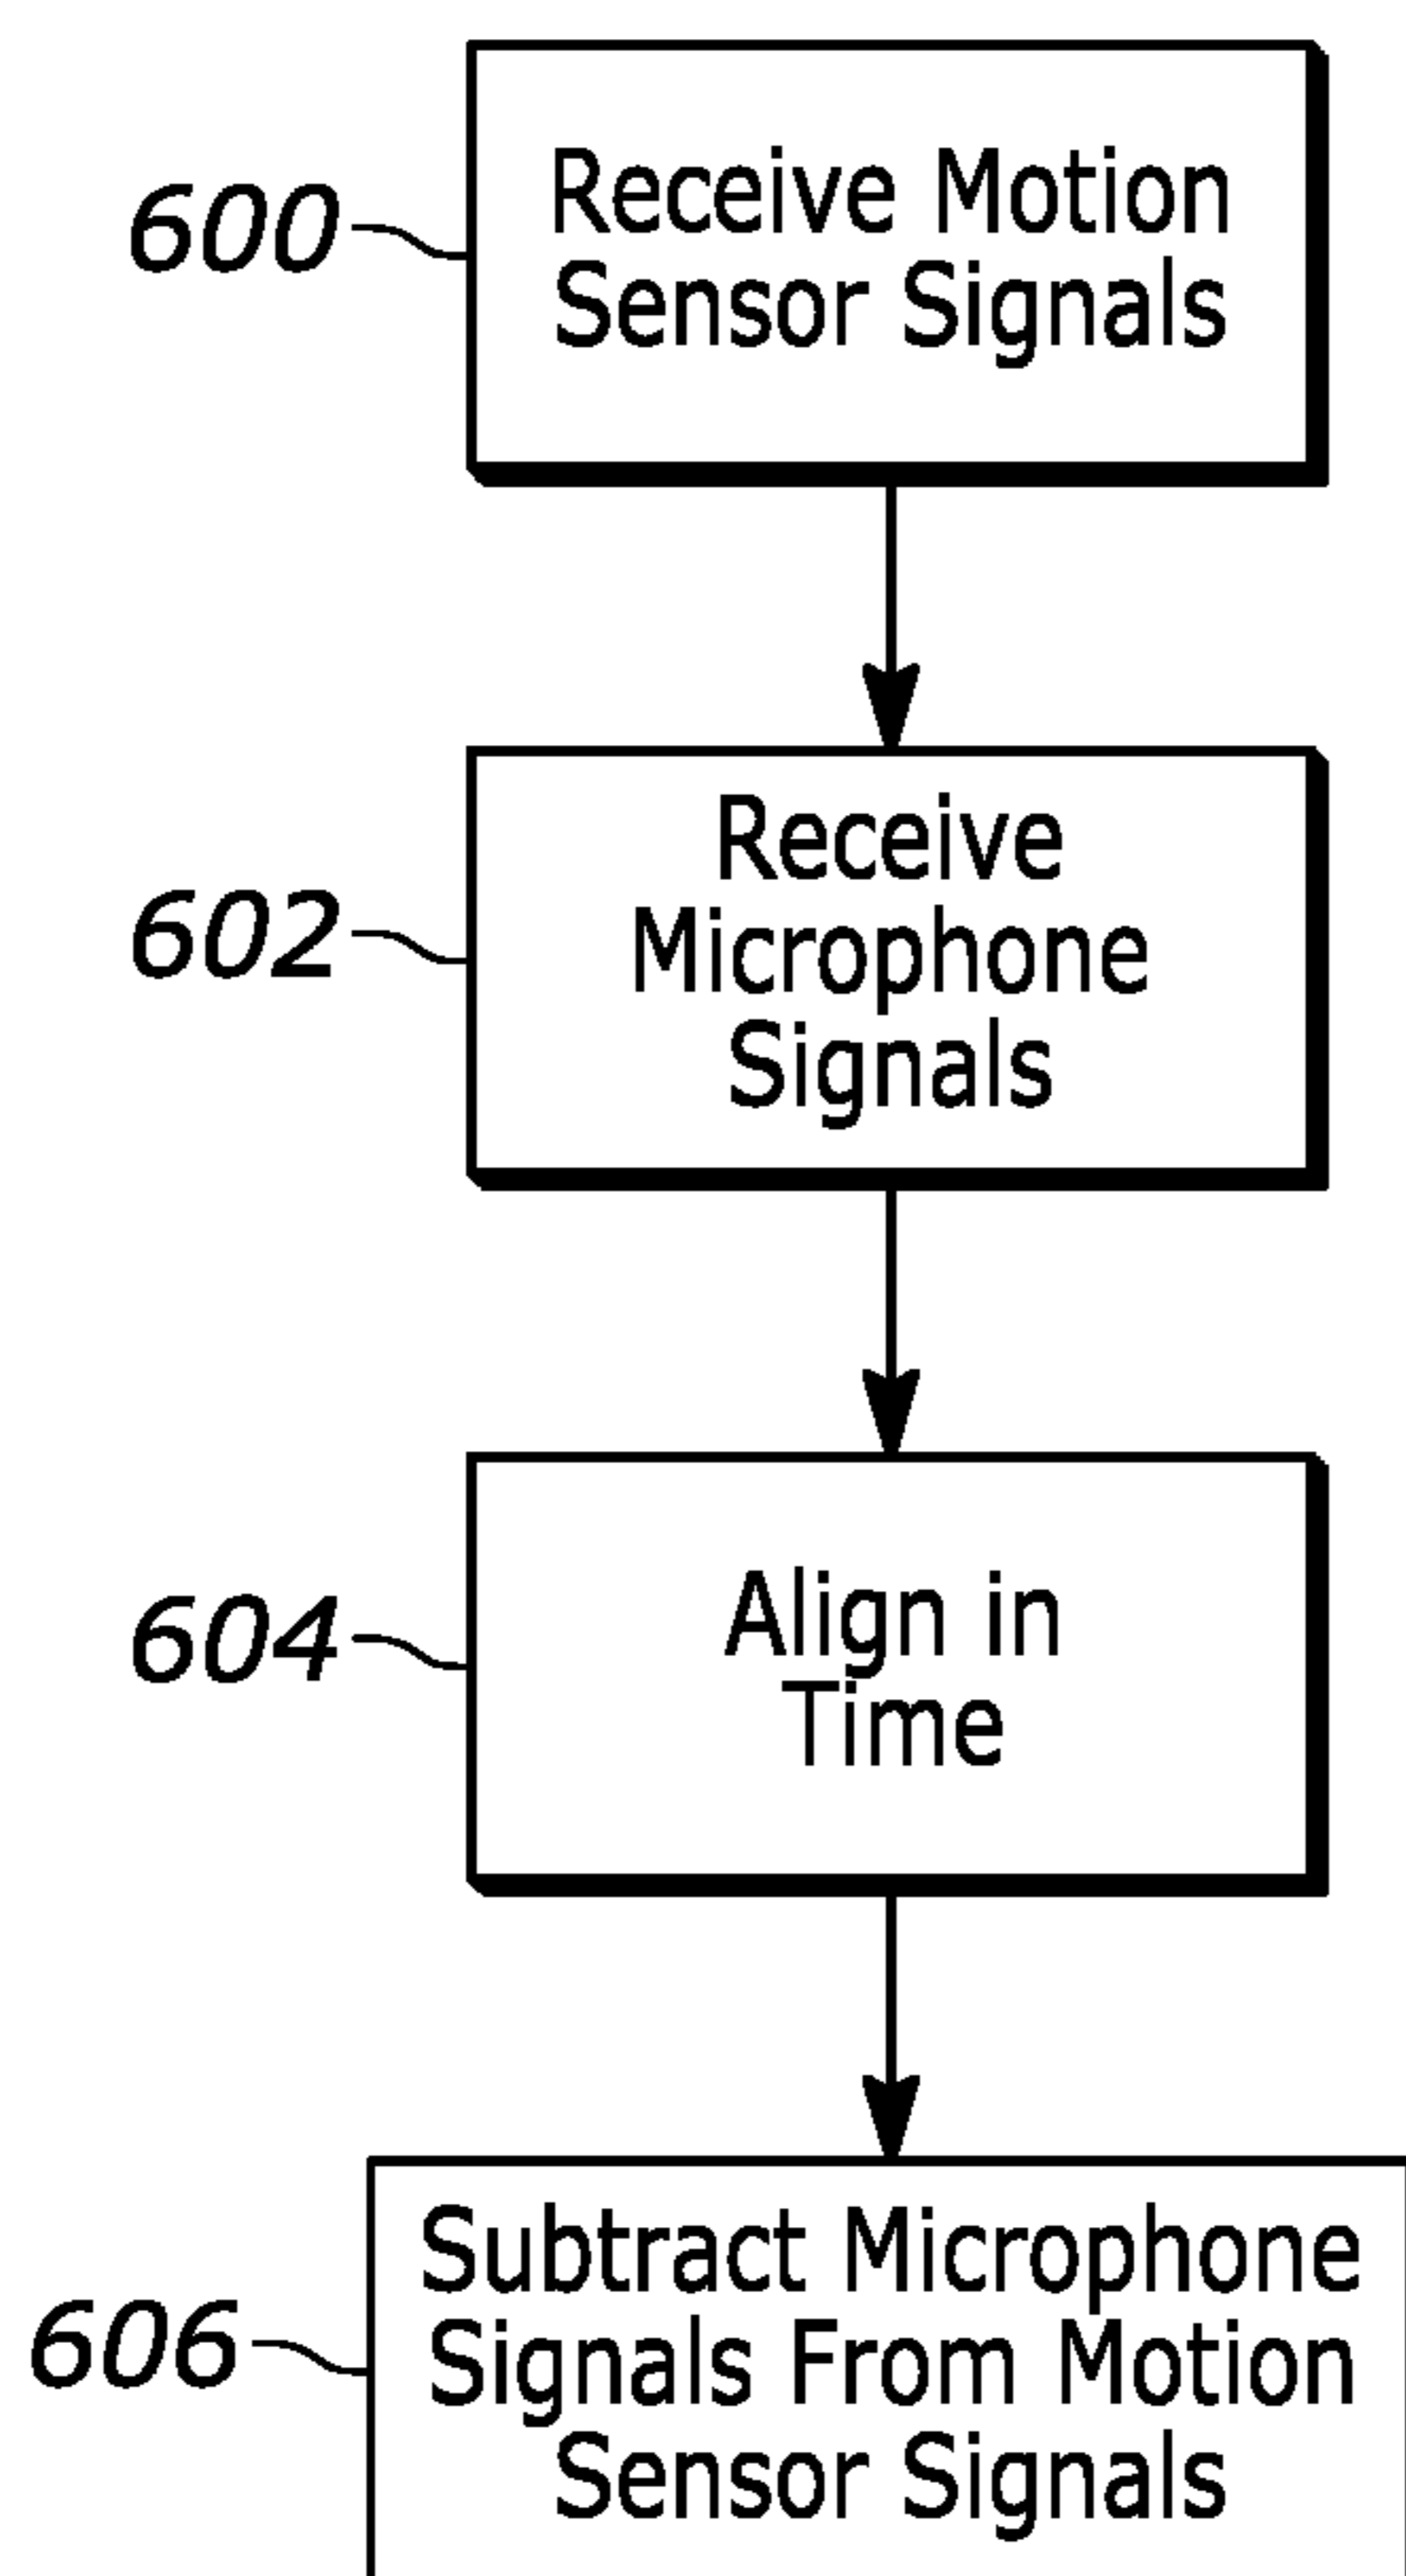 600
Receive Motion
Sensor Signals
602
Receive
Microphone
Signals
604
Align in
Time
606
Subtract Microphone
Signals From Motion
Sensor Signals